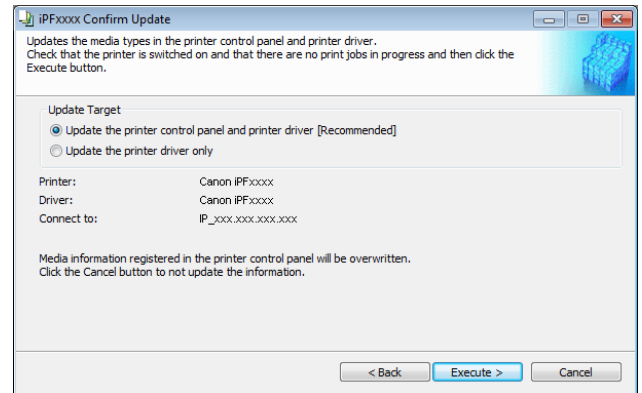 iPFxxxx Confirm Update
Updates the media types in the printer control panel and printer driver.
Check that the printer is switched on and that there are no print jobs in progress and then click the
Execute button.
Update Target
Update the printer control panel and printer driver [Recommended]
Update the printer driver only
Printer: Canon iPFxxxx
Driver: Canon iPFxxxx
Connect to: IP_xxx.xxx.xxx.xxx
Media information registered in the printer control panel will be overwritten.
Click the Cancel button to not update the information.
< Back Execute > Cancel